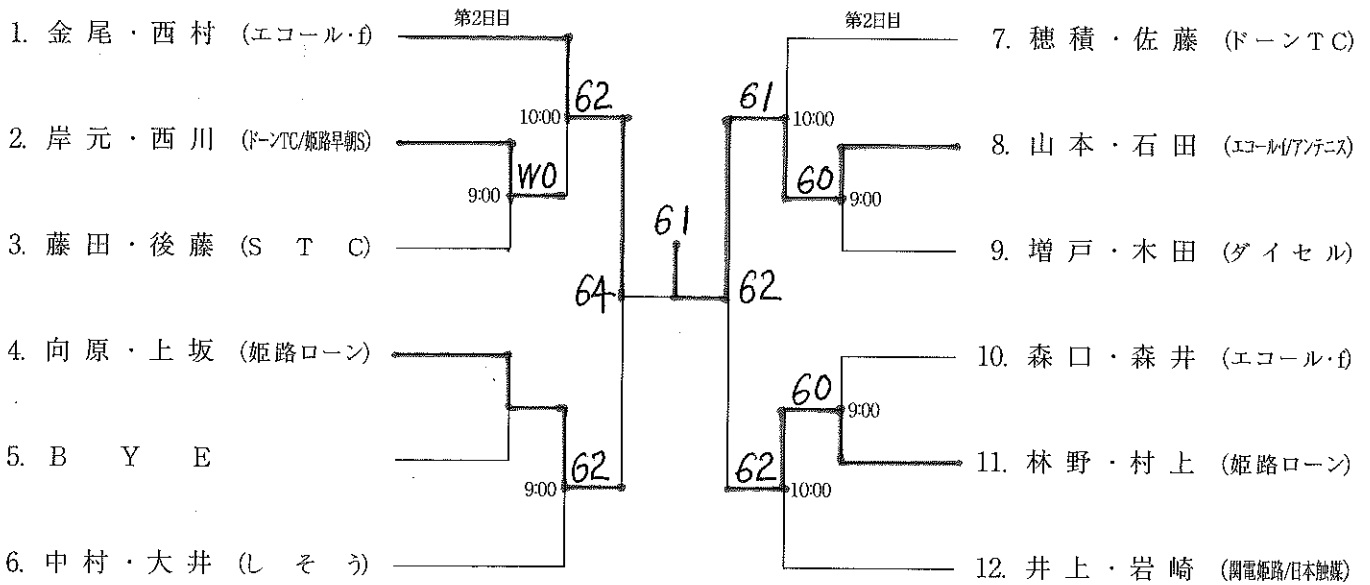 第2日目
1. 金尾・西村 (エコール・f)
62
10:00
2. 岸元・西川 (ドーンTC/姫路早朝S)
WO
9:00
3. 藤田・後藤 (STC)
64
4. 向原・上坂 (姫路ローン)
5. BYE
62
9:00
6. 中村・大井 (しそう)
61
第2日目
7. 穂積・佐藤 (ドーンTC)
61
10:00
8. 山本・石田 (エコールf/アンテニス)
60
9:00
9. 増戸・木田 (ダイセル)
62
10. 森口・森井 (エコール・f)
60
9:00
11. 林野・村上 (姫路ローン)
62
10:00
12. 井上・岩崎 (関電姫路/日本触媒)